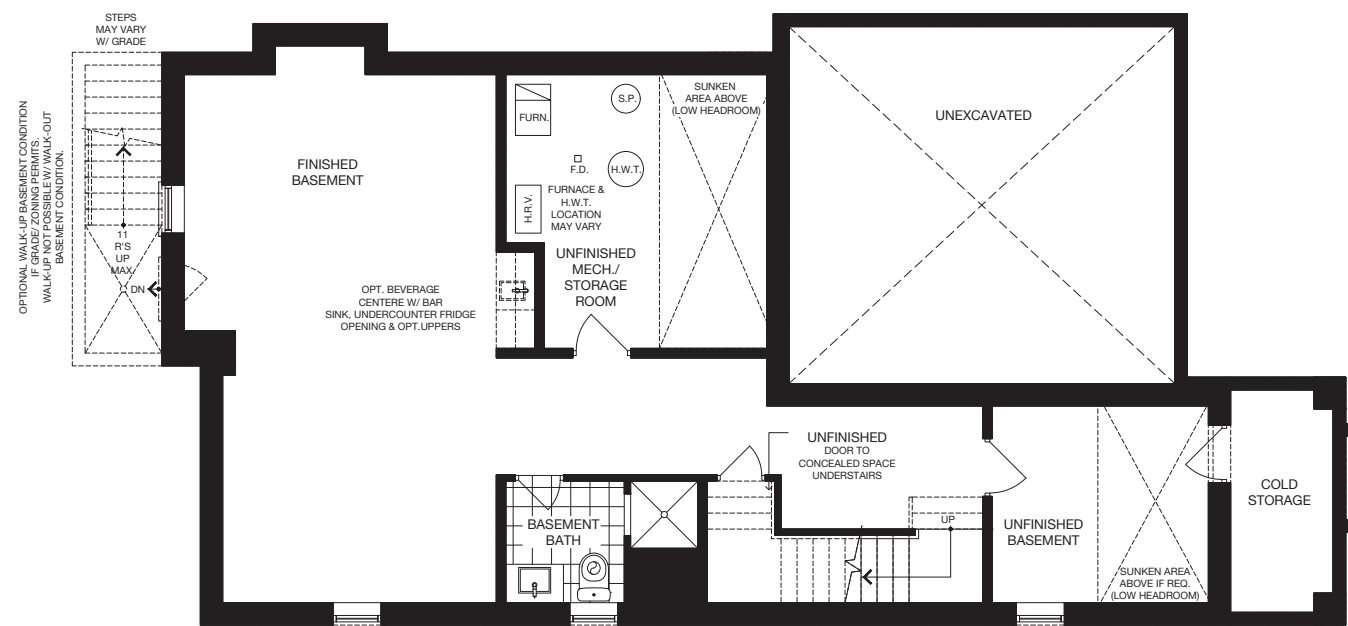 STEPS
MAY VARY
W/ GRADE
OPTIONAL WALK-UP BASEMENT CONDITION
IF GRADE/ ZONING PERMITS.
WALK-UP NOT POSSIBLE W/ WALK-OUT
BASEMENT CONDITION.
11
R'S
UP
MAX.
DN
FINISHED
BASEMENT
OPT. BEVERAGE
CENTERE W/ BAR
SINK, UNDERCOUNTER FRIDGE
OPENING & OPT.UPPERS
FURN.
S.P.
F.D.
H.W.T.
H.R.V.
FURNACE &
H.W.T.
LOCATION
MAY VARY
UNFINISHED
MECH./
STORAGE
ROOM
SUNKEN
AREA ABOVE
(LOW HEADROOM)
UNEXCAVATED
UNFINISHED
DOOR TO
CONCEALED SPACE
UNDERSTAIRS
BASEMENT
BATH
UP
UNFINISHED
BASEMENT
SUNKEN AREA
ABOVE IF REQ.
(LOW HEADROOM)
COLD
STORAGE